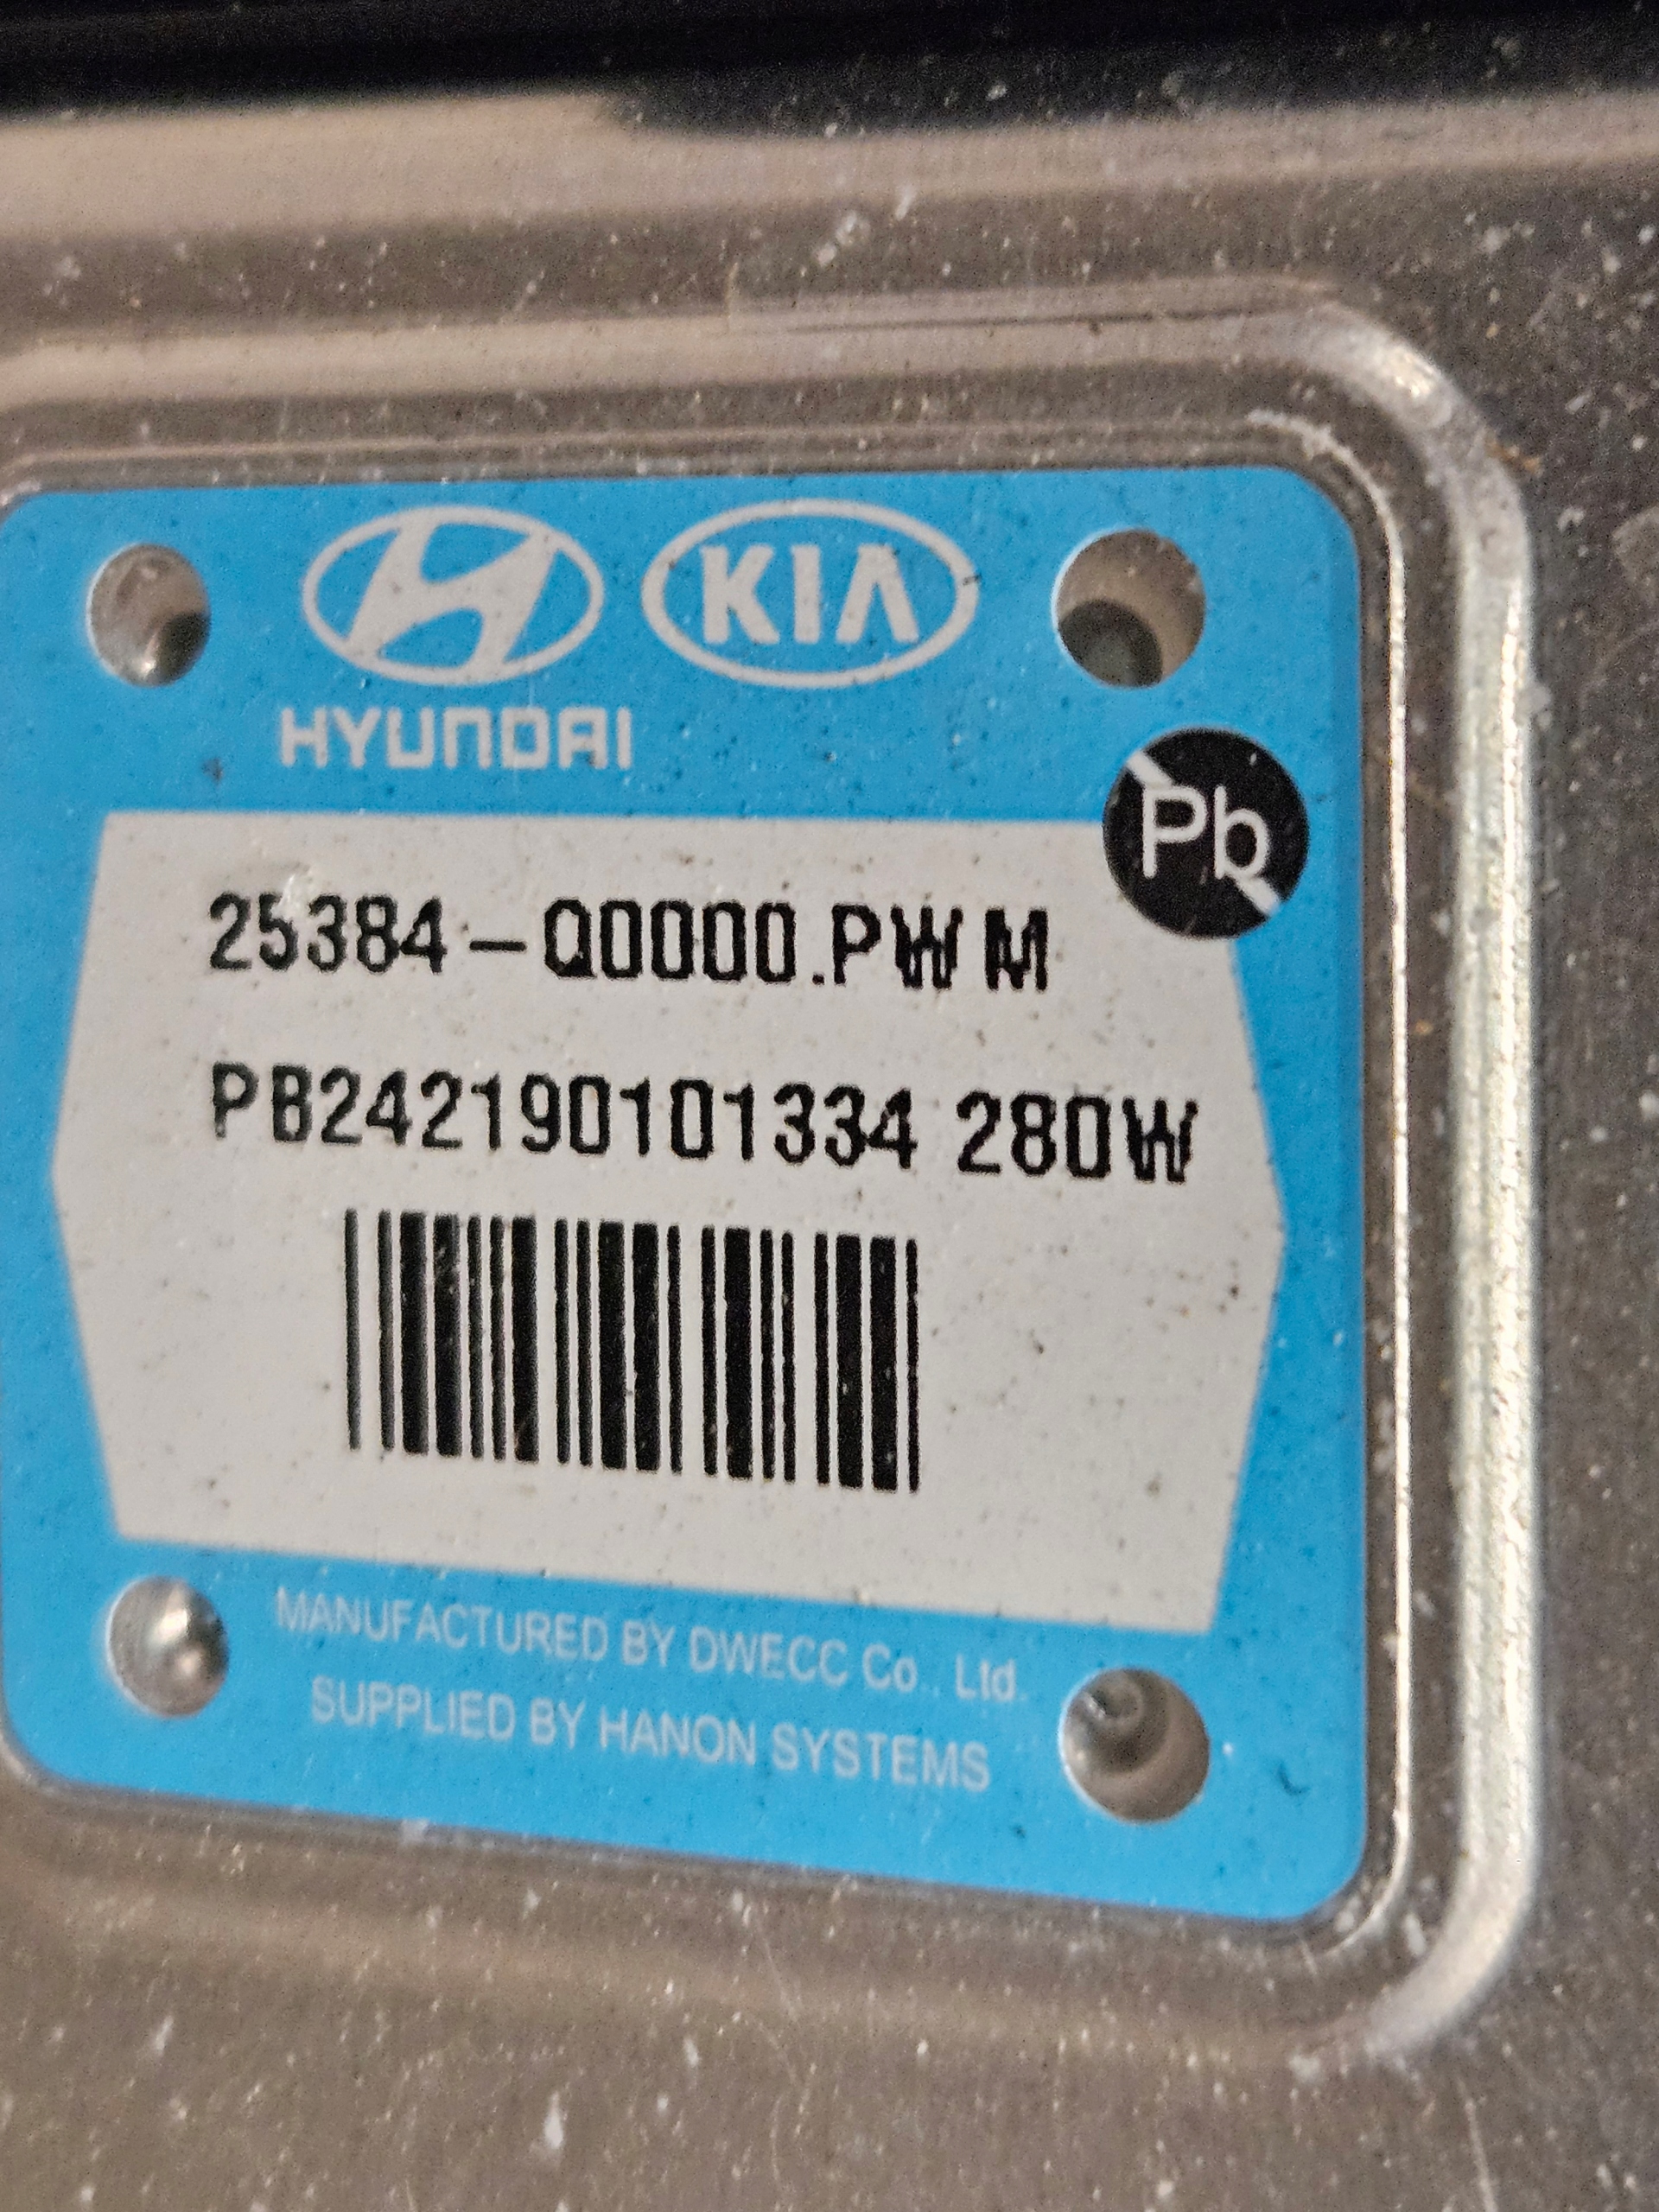 KIA
HYUNDAI
Pb
25384-Q0000.PWM
PB242190101334 280W
MANUFACTURED BY DWECC Co., Ltd.
SUPPLIED BY HANON SYSTEMS